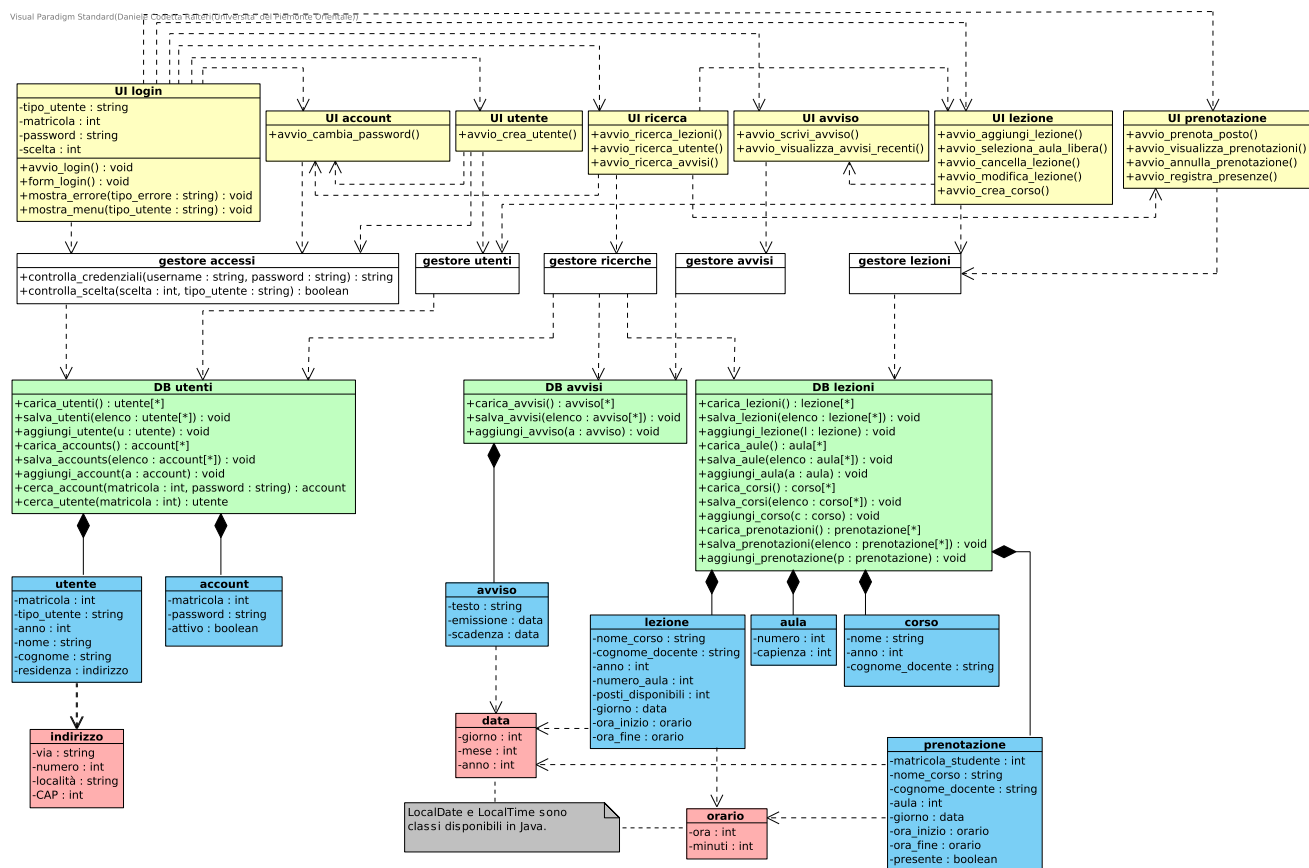 Visual Paradigm Standard(Daniele Codetta Raiteri(Universita' del Piemonte Orientale))
UI login
-tipo_utente : string
-matricola : int
-password : string
-scelta : int
+avvio_login() : void
+form_login() : void
+mostra_errore(tipo_errore : string) : void
+mostra_menu(tipo_utente : string) : void
UI account
+avvio_cambia_password()
UI utente
+avvio_crea_utente()
UI ricerca
+avvio_ricerca_lezioni()
+avvio_ricerca_utente()
+avvio_ricerca_avvisi()
UI avviso
+avvio_scrivi_avviso()
+avvio_visualizza_avvisi_recenti()
UI lezione
+avvio_aggiungi_lezione()
+avvio_seleziona_aula_libera()
+avvio_cancella_lezione()
+avvio_modifica_lezione()
+avvio_crea_corso()
UI prenotazione
+avvio_prenota_posto()
+avvio_visualizza_prenotazioni()
+avvio_annulla_prenotazione()
+avvio_registra_presenze()
gestore accessi
+controlla_credenziali(username : string, password : string) : string
+controlla_scelta(scelta : int, tipo_utente : string) : boolean
gestore utenti
gestore ricerche
gestore avvisi
gestore lezioni
DB utenti
+carica_utenti() : utente[*]
+salva_utenti(elenco : utente[*]) : void
+aggiungi_utente(u : utente) : void
+carica_accounts() : account[*]
+salva_accounts(elenco : account[*]) : void
+aggiungi_account(a : account) : void
+cerca_account(matricola : int, password : string) : account
+cerca_utente(matricola : int) : utente
DB avvisi
+carica_avvisi() : avviso[*]
+salva_avvisi(elenco : avviso[*]) : void
+aggiungi_avviso(a : avviso) : void
DB lezioni
+carica_lezioni() : lezione[*]
+salva_lezioni(elenco : lezione[*]) : void
+aggiungi_lezione(l : lezione) : void
+carica_aule() : aula[*]
+salva_aule(elenco : aula[*]) : void
+aggiungi_aula(a : aula) : void
+carica_corsi() : corso[*]
+salva_corsi(elenco : corso[*]) : void
+aggiungi_corso(c : corso) : void
+carica_prenotazioni() : prenotazione[*]
+salva_prenotazioni(elenco : prenotazione[*]) : void
+aggiungi_prenotazione(p : prenotazione) : void
utente
-matricola : int
-tipo_utente : string
-anno : int
-nome : string
-cognome : string
-residenza : indirizzo
account
-matricola : int
-password : string
-attivo : boolean
avviso
-testo : string
-emissione : data
-scadenza : data
lezione
-nome_corso : string
-cognome_docente : string
-anno : int
-numero_aula : int
-posti_disponibili : int
-giorno : data
-ora_inizio : orario
-ora_fine : orario
aula
-numero : int
-capienza : int
corso
-nome : string
-anno : int
-cognome_docente : string
indirizzo
-via : string
-numero : int
-località : string
-CAP : int
data
-giorno : int
-mese : int
-anno : int
prenotazione
-matricola_studente : int
-nome_corso : string
-cognome_docente : string
-aula : int
-giorno : data
-ora_inizio : orario
-ora_fine : orario
-presente : boolean
LocalDate e LocalTime sono
classi disponibili in Java.
orario
-ora : int
-minuti : int